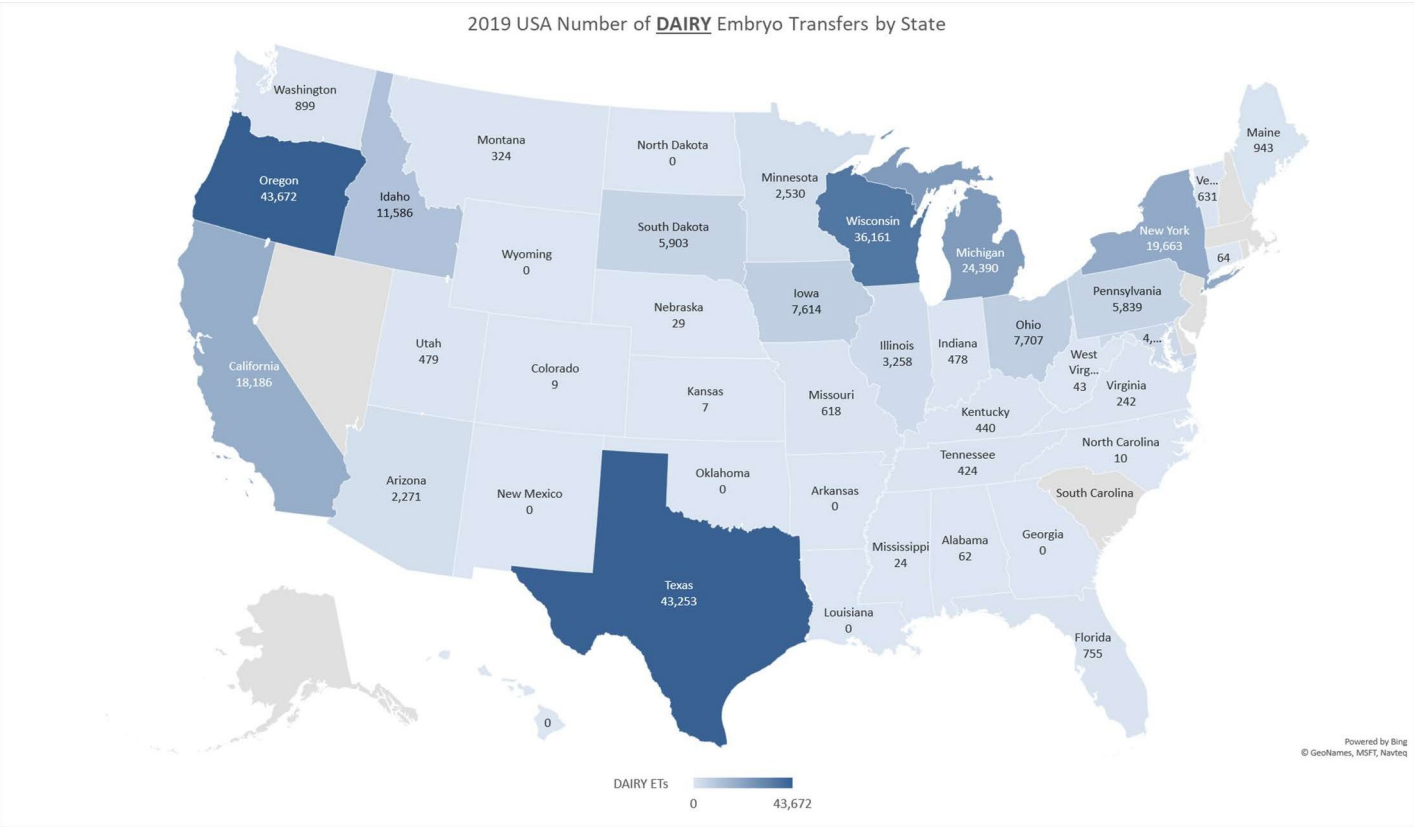 2019 USA Number of DAIRY Embryo Transfers by State
Washington
899
Oregon
43,672
Idaho
11,586
Montana
324
North Dakota
0
Minnesota
2,530
Wisconsin
36,161
Michigan
24,390
Maine
943
Ve...
631
New York
19,663
64
South Dakota
5,903
Wyoming
0
Nebraska
29
Iowa
7,614
Illinois
3,258
Indiana
478
Ohio
7,707
Pennsylvania
5,839
4,...
West
Virg...
43
Virginia
242
California
18,186
Utah
479
Colorado
9
Kansas
7
Missouri
618
Kentucky
440
North Carolina
10
Tennessee
424
South Carolina
Arizona
2,271
New Mexico
0
Oklahoma
0
Arkansas
0
Mississippi
24
Alabama
62
Georgia
0
Texas
43,253
Louisiana
0
Florida
755
0
Powered by Bing
© GeoNames, MSFT, Navteq
DAIRY ETs
0
43,672